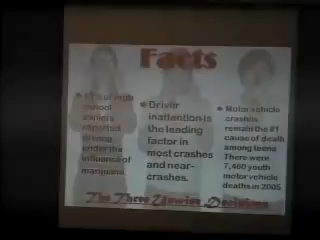 Facts
school
seniors
reported
driving
under the
influence of
marijuana.
Driver
inattention is
the leading
factor in
most crashes
and near-
crashes.
Motor vehicle
crashes
remain the #1
cause of death
among teens
There were
7,460 youth
motor vehicle
deaths in 2005
The Three Unwise Decisions